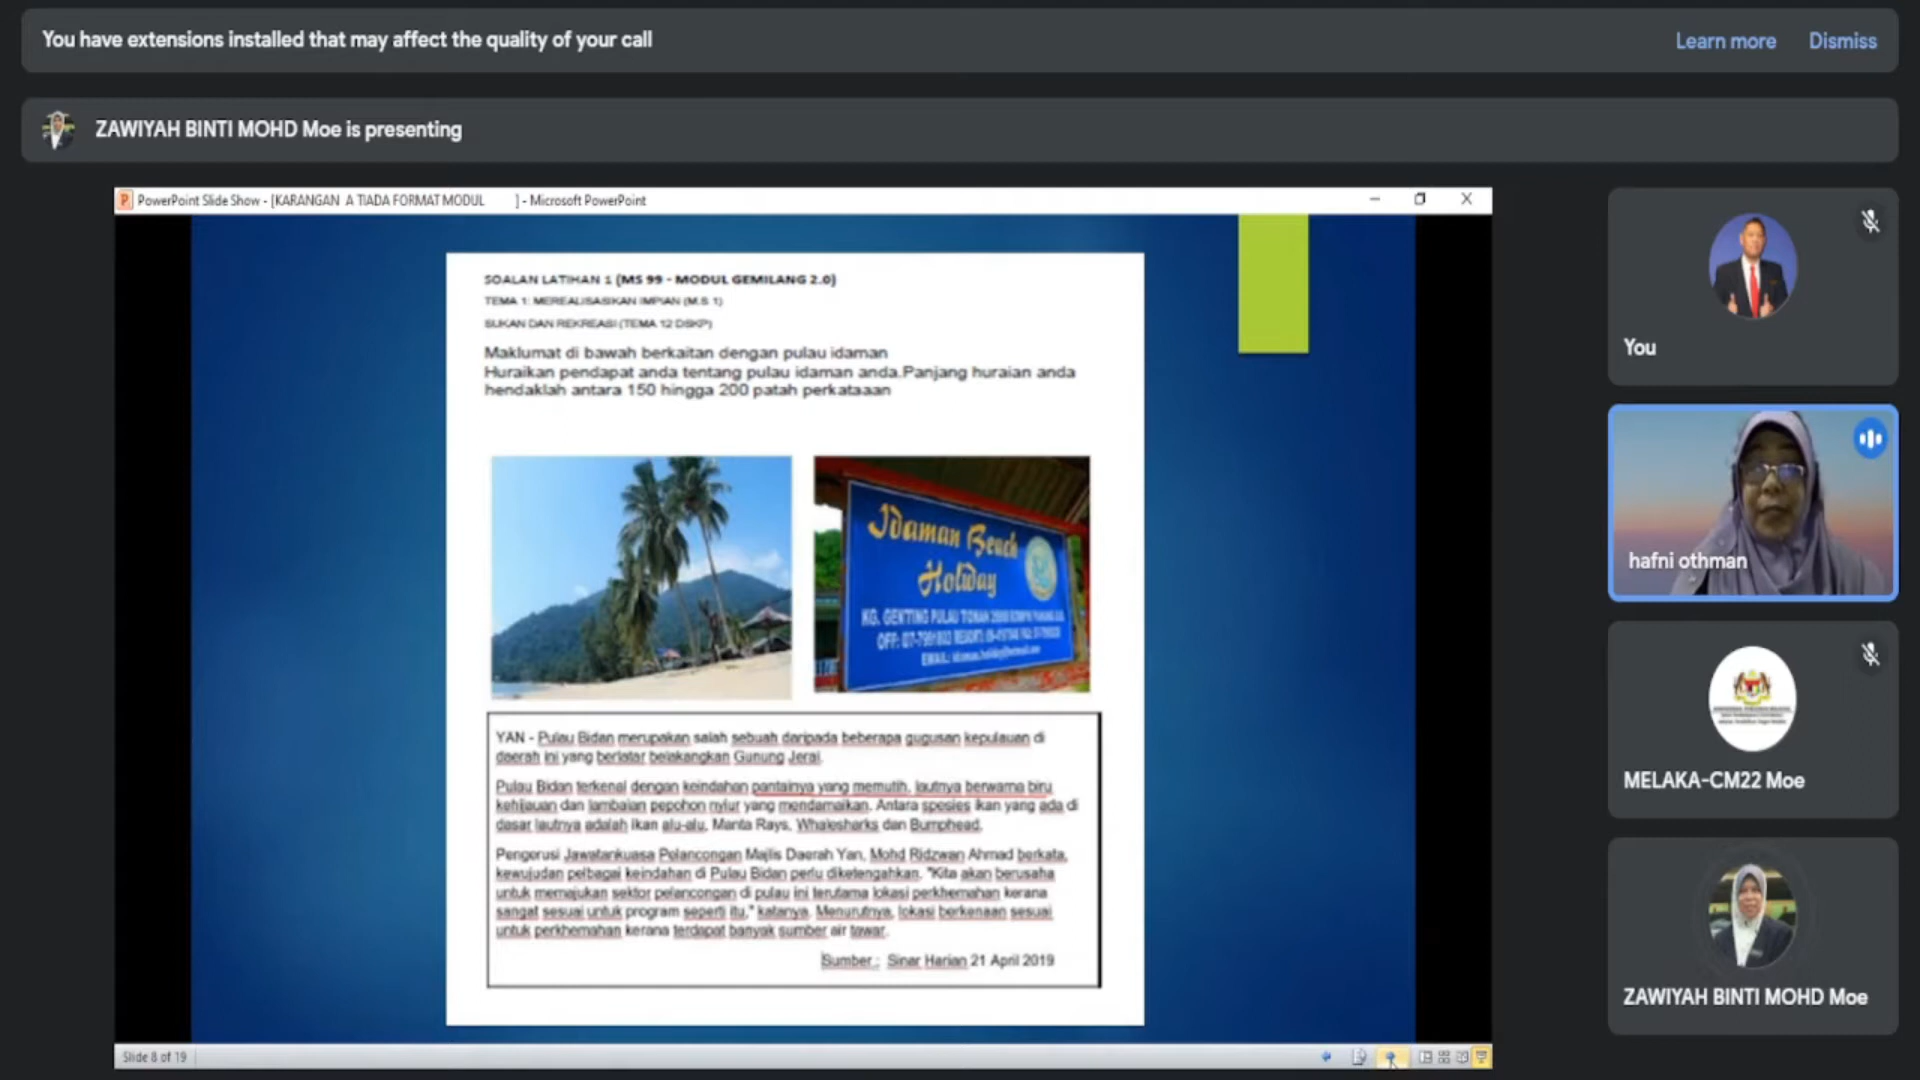 You have extensions installed that may affect the quality of your call
Learn more
Dismiss
ZAWIYAH BINTI MOHD Moe is presenting
PowerPoint Slide Show - [KARANGAN A TIADA FORMAT MODUL ] - Microsoft PowerPoint
SOALAN LATIHAN 1 (MS 99 - MODUL GEMILANG 2.0)
TEMA 1: MEREALISASIKAN IMPIAN (M.S 1)
SUKAN DAN REKREASI (TEMA 12 DSKP)
Maklumat di bawah berkaitan dengan pulau idaman
Huraikan pendapat anda tentang pulau idaman anda.Panjang huraian anda
hendaklah antara 150 hingga 200 patah perkataaan
Idaman Beach
Holiday
KG. GENTING PULAU TIOMAN
YAN - Pulau Bidan merupakan salah sebuah daripada beberapa gugusan kepulauan di
daerah ini yang berlatar belakangkan Gunung Jerai.
Pulau Bidan terkenal dengan keindahan pantainya yang memutih, lautnya berwarna biru
kehijauan dan lambaian pepohon nyiur yang mendamaikan. Antara spesies ikan yang ada di
dasar lautnya adalah ikan alu-alu, Manta Rays, Whalesharks dan Bumphead.
Pengerusi Jawatankuasa Pelancongan Majlis Daerah Yan, Mohd Ridzwan Ahmad berkata,
kewujudan pelbagai keindahan di Pulau Bidan perlu diketengahkan. "Kita akan berusaha
untuk memajukan sektor pelancongan di pulau ini terutama lokasi perkhemahan kerana
sangat sesuai untuk program seperti itu," katanya. Menurutnya, lokasi berkenaan sesuai
untuk perkhemahan kerana terdapat banyak sumber air tawar.
Sumber : Sinar Harian 21 April 2019
Slide 8 of 19
You
hafni othman
MELAKA-CM22 Moe
ZAWIYAH BINTI MOHD Moe